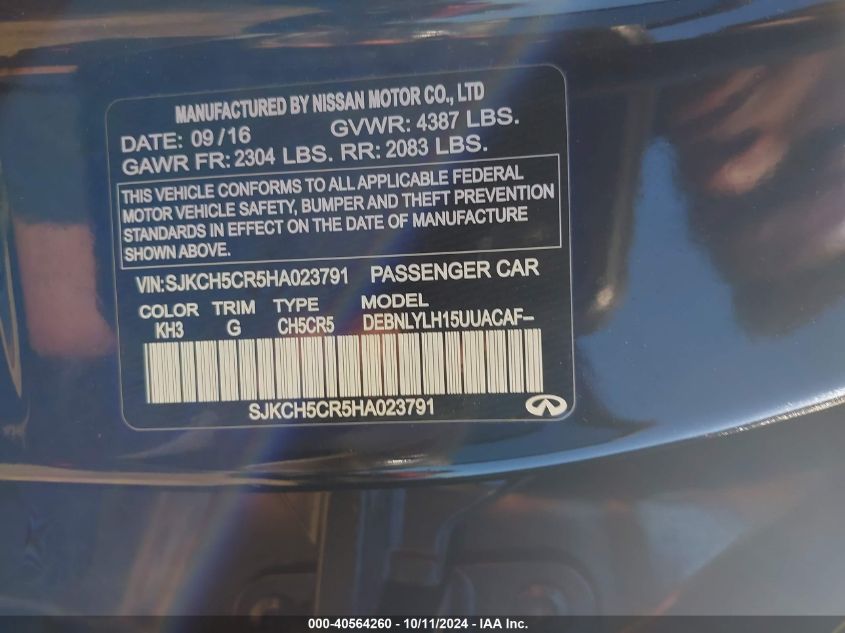 MANUFACTURED BY NISSAN MOTOR CO., LTD
DATE: 09/16 GVWR: 4387 LBS.
GAWR FR: 2304 LBS. RR: 2083 LBS.
THIS VEHICLE CONFORMS TO ALL APPLICABLE FEDERAL
MOTOR VEHICLE SAFETY, BUMPER AND THEFT PREVENTION
STANDARDS IN EFFECT ON THE DATE OF MANUFACTURE
SHOWN ABOVE.
VIN:SJKCH5CR5HA023791 PASSENGER CAR
COLOR TRIM TYPE MODEL
KH3 G CH5CR5 DEBNLYLH15UUACAF-
SJKCH5CR5HA023791
000-40564260 - 10/11/2024 - IAA Inc.